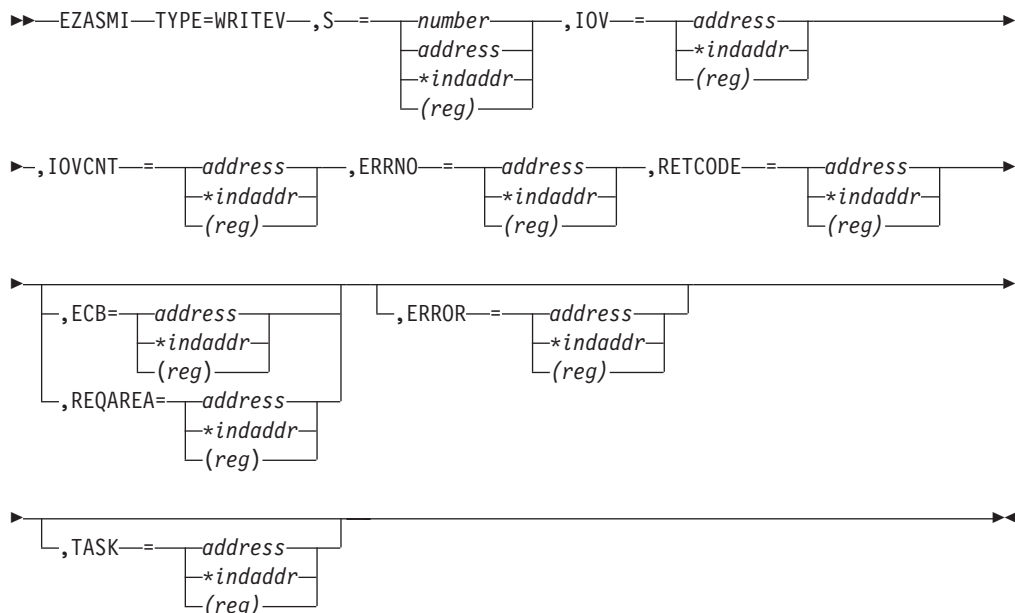 EZASMI TYPE=WRITEV ,S = number ,IOV = address
address *indaddr
*indaddr (reg)
(reg)
,IOVCNT = address ,ERRNO = address ,RETCODE = address
*indaddr *indaddr *indaddr
(reg) (reg) (reg)
,ECB= address ,ERROR = address
*indaddr *indaddr
(reg) (reg)
,REQAREA= address
*indaddr
(reg)
,TASK = address
*indaddr
(reg)